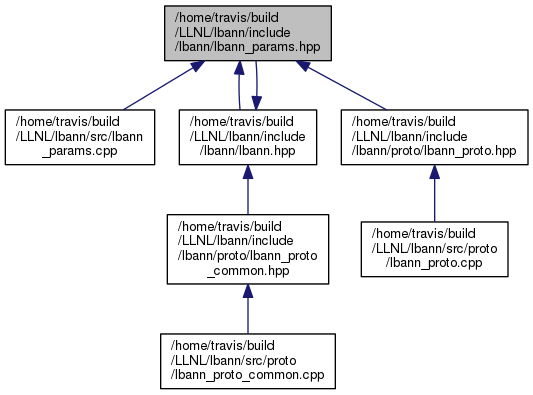 /home/travis/build
/LLNL/lbann/include
/lbann/lbann_params.hpp
/home/travis/build
/LLNL/lbann/src/lbann
_params.cpp
/home/travis/build
/LLNL/lbann/include
/lbann/lbann.hpp
/home/travis/build
/LLNL/lbann/include
/lbann/proto/lbann_proto.hpp
/home/travis/build
/LLNL/lbann/include
/lbann/proto/lbann_proto
_common.hpp
/home/travis/build
/LLNL/lbann/src/proto
/lbann_proto.cpp
/home/travis/build
/LLNL/lbann/src/proto
/lbann_proto_common.cpp